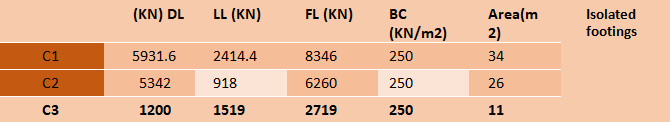 (KN) DL LL (KN) FL (KN) BC (KN/m2) Area(m 2) Isolated footings
C1 5931.6 2414.4 8346 250 34
C2 5342 918 6260 250 26
C3 1200 1519 2719 250 11